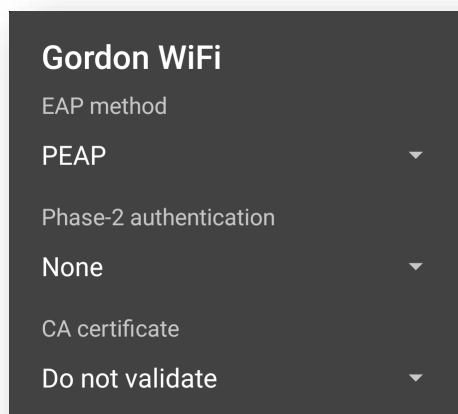 Gordon WiFi
EAP method
PEAP
Phase-2 authentication
None
CA certificate
Do not validate